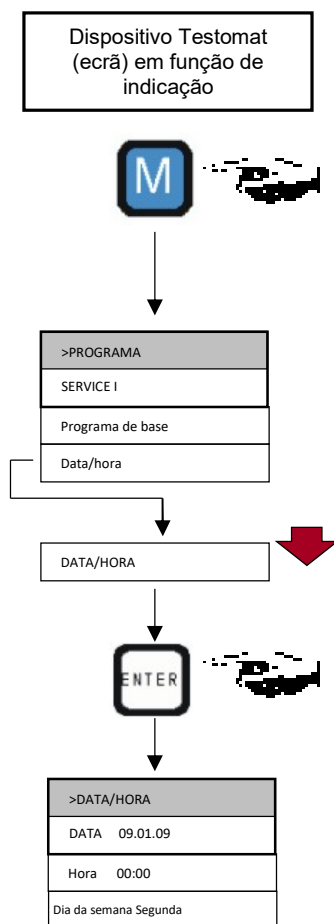 Dispositivo Testomat
(ecrã) em função de
indicação
M
>PROGRAMA
SERVICE I
Programa de base
Data/hora
DATA/HORA
ENTER
>DATA/HORA
DATA 09.01.09
Hora 00:00
Dia da semana Segunda